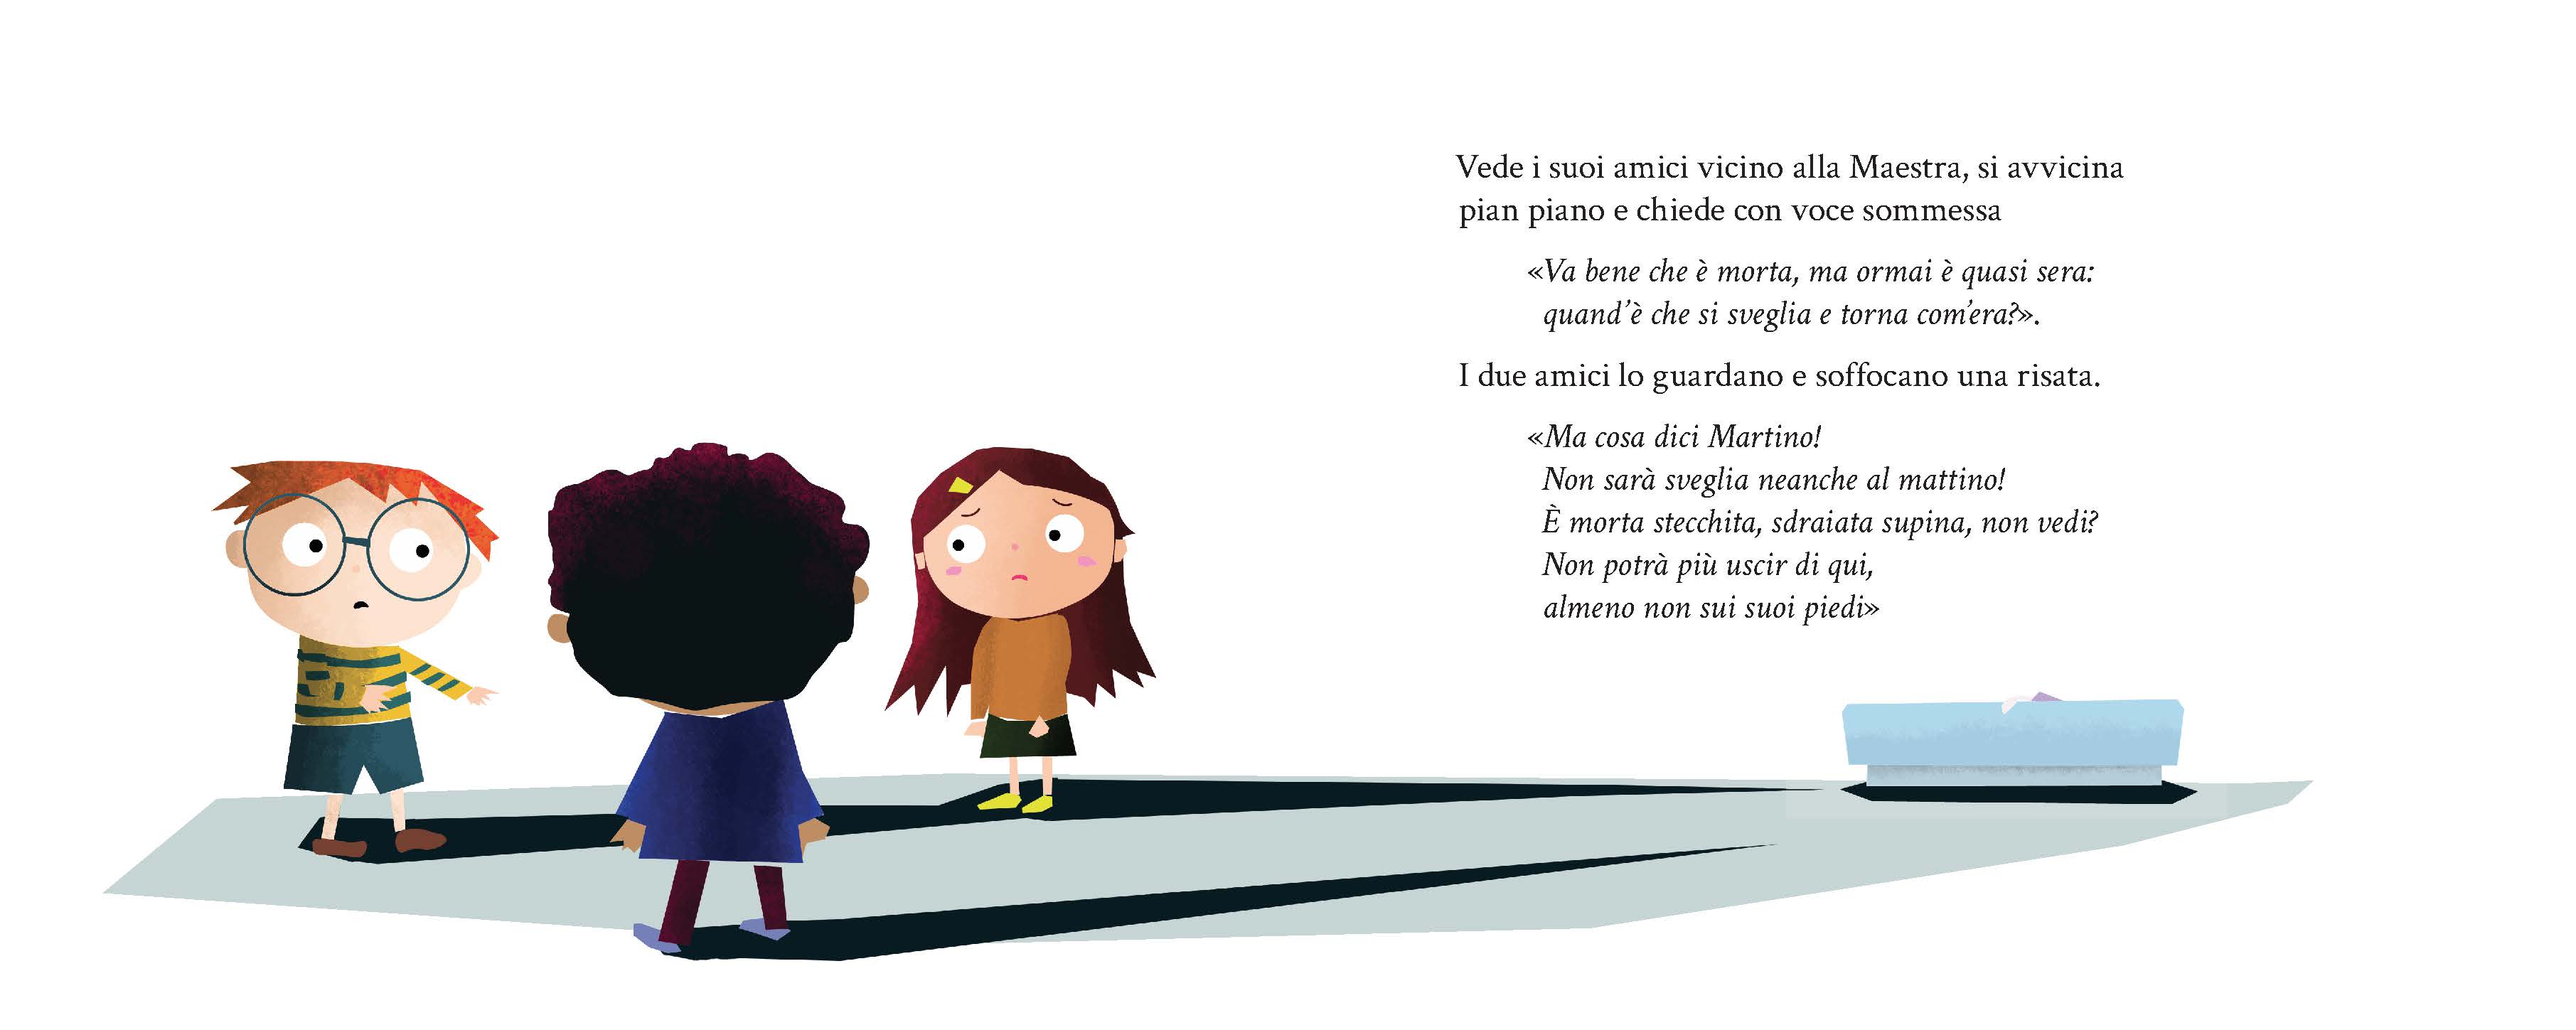 Vede i suoi amici vicino alla Maestra, si avvicina
pian piano e chiede con voce sommessa
«Va bene che è morta, ma ormai è quasi sera:
quand’è che si sveglia e torna com’era?».
I due amici lo guardano e soffocano una risata.
«Ma cosa dici Martino!
Non sarà sveglia neanche al mattino!
È morta stecchita, sdraiata supina, non vedi?
Non potrà più uscir di qui,
almeno non sui suoi piedi»